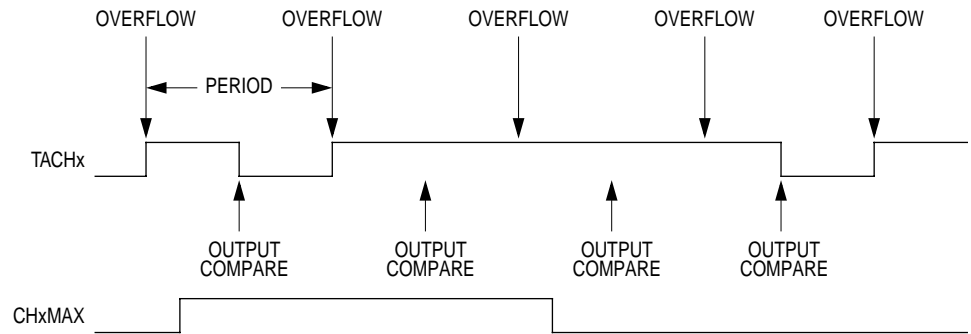 OVERFLOW OVERFLOW OVERFLOW OVERFLOW OVERFLOW
PERIOD
TACHx
OUTPUT COMPARE
OUTPUT COMPARE
OUTPUT COMPARE
OUTPUT COMPARE
CHxMAX